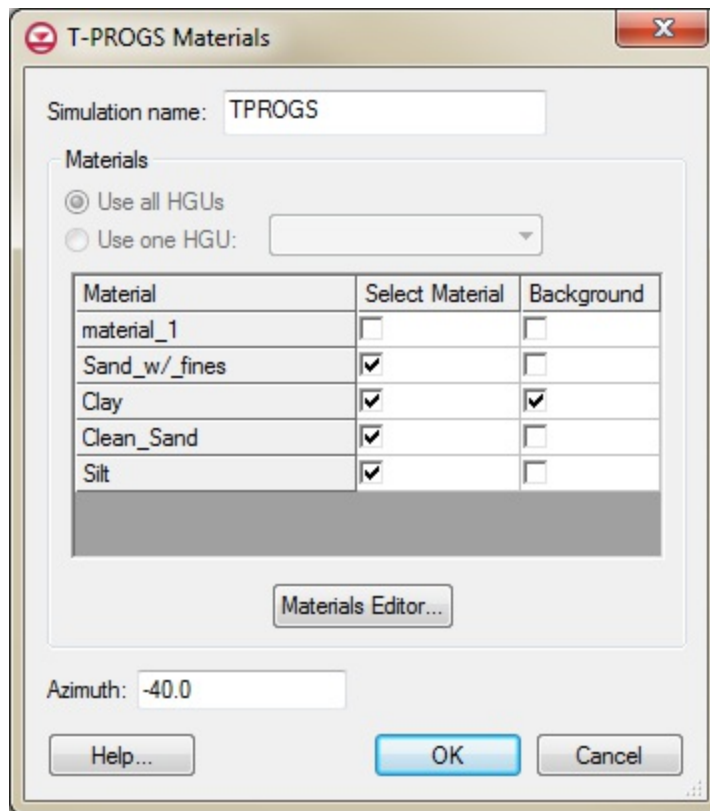 T-PROGS Materials
Simulation name: TPROGS
Materials
Use all HGUs
Use one HGU:
Material Select Material Background
material_1
Sand_w/_fines
Clay
Clean_Sand
Silt
Materials Editor...
Azimuth: -40.0
Help... OK Cancel